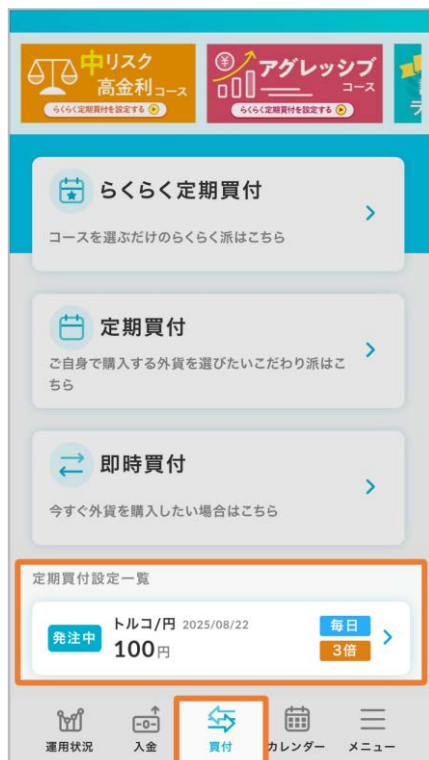 中リスク
高金利コース
らくらく定期買付を設定する
アグレッシブ
コース
らくらく定期買付を設定する
らくらく定期買付
コースを選ぶだけのらくらく派はこちら
定期買付
ご自身で購入する外貨を選びたいこだわり派はこ
ちら
即時買付
今すぐ外貨を購入したい場合はこちら
定期買付設定一覧
発注中
トルコ/円 2025/08/22
100円
毎日
3倍
運用状況
入金
買付
カレンダー
メニュー